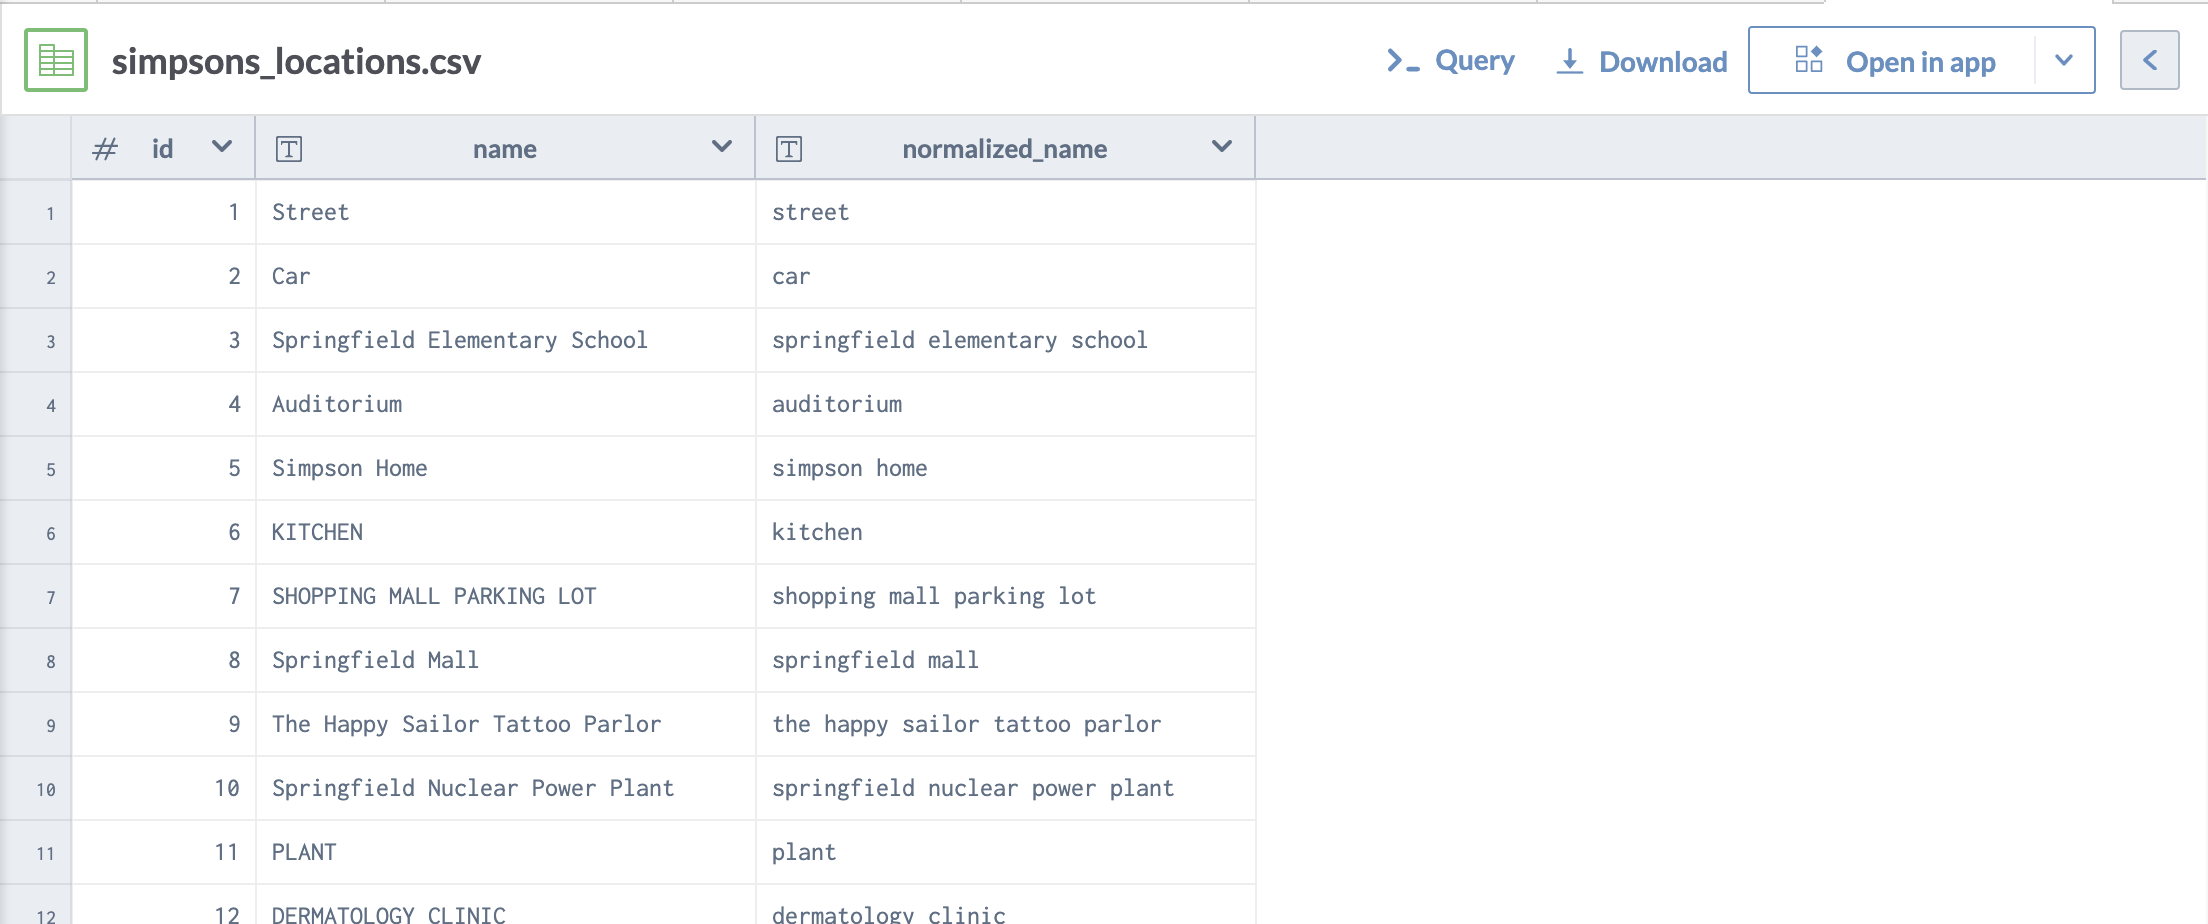 simpsons_locations.csv Query Download Open in app
# id name normalized_name
1 1 Street street
2 2 Car car
3 3 Springfield Elementary School springfield elementary school
4 4 Auditorium auditorium
5 5 Simpson Home simpson home
6 6 KITCHEN kitchen
7 7 SHOPPING MALL PARKING LOT shopping mall parking lot
8 8 Springfield Mall springfield mall
9 9 The Happy Sailor Tattoo Parlor the happy sailor tattoo parlor
10 10 Springfield Nuclear Power Plant springfield nuclear power plant
11 11 PLANT plant
12 12 DERMATOLOGY CLINIC dermatology clinic